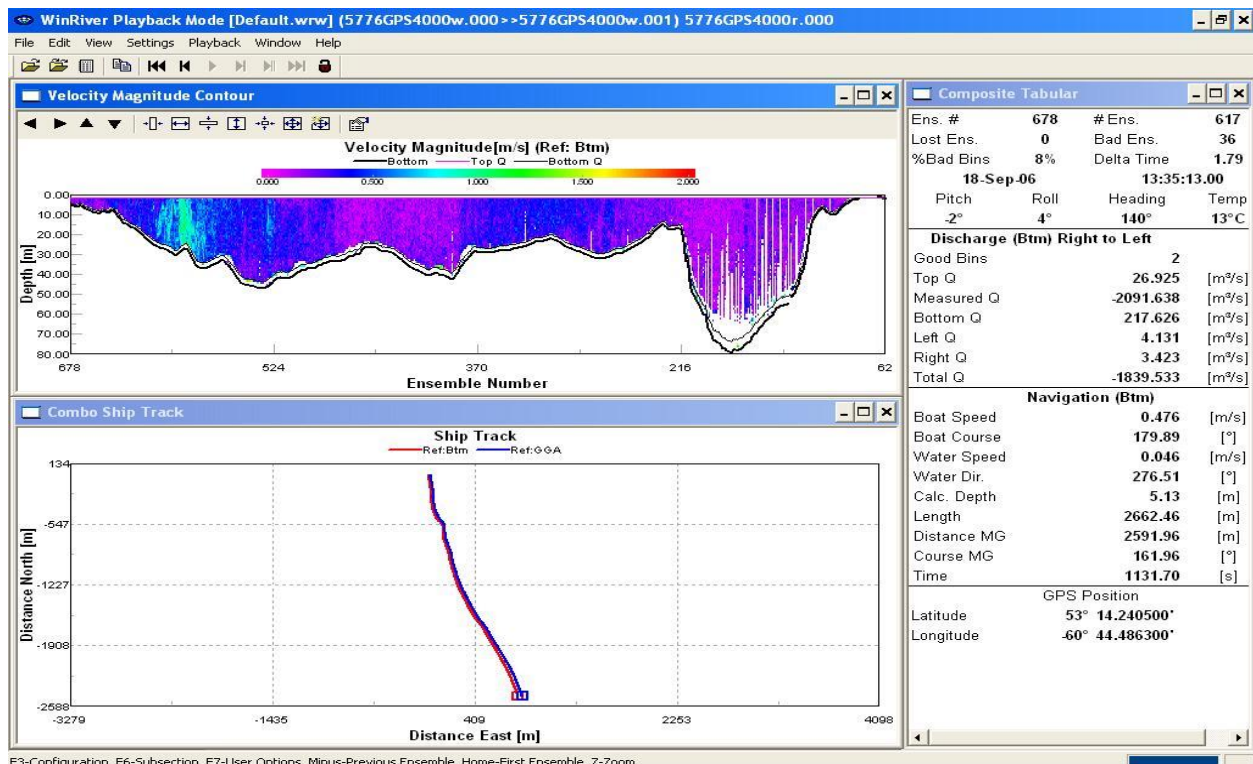 WinRiver Playback Mode [Default.wrw] (5776GPS4000w.000>>5776GPS4000w.001) 5776GPS4000r.000
File Edit View Settings Playback Window Help
Velocity Magnitude Contour
Velocity Magnitude[m/s] (Ref: Btm)
Bottom Top Q Bottom Q
0.000 0.500 1.000 1.500 2.000
Depth [m]
0.00
10.00
20.00
30.00
40.00
50.00
60.00
70.00
80.00
678 524 370 216 62
Ensemble Number
Combo Ship Track
Ship Track
Ref:Btm Ref:GGA
Distance North [m]
134
-547
-1227
-1908
-2588
-3279 -1435 409 2253 4098
Distance East [m]
Composite Tabular
Ens. # 678 # Ens. 617
Lost Ens. 0 Bad Ens. 36
%Bad Bins 8% Delta Time 1.79
18-Sep-06 13:35:13.00
Pitch Roll Heading Temp
-2° 4° 140° 13°C
Discharge (Btm) Right to Left
Good Bins 2
Top Q 26.925 [m³/s]
Measured Q -2091.638 [m³/s]
Bottom Q 217.626 [m³/s]
Left Q 4.131 [m³/s]
Right Q 3.423 [m³/s]
Total Q -1839.533 [m³/s]
Navigation (Btm)
Boat Speed 0.476 [m/s]
Boat Course 179.89 [°]
Water Speed 0.046 [m/s]
Water Dir. 276.51 [°]
Calc. Depth 5.13 [m]
Length 2662.46 [m]
Distance MG 2591.96 [m]
Course MG 161.96 [°]
Time 1131.70 [s]
GPS Position
Latitude 53° 14.240500'
Longitude -60° 44.486300'
F3-Configuration, F6-Subsection, F7-User Options, Minus-Previous Ensemble, Home-First Ensemble, Z-Zoom